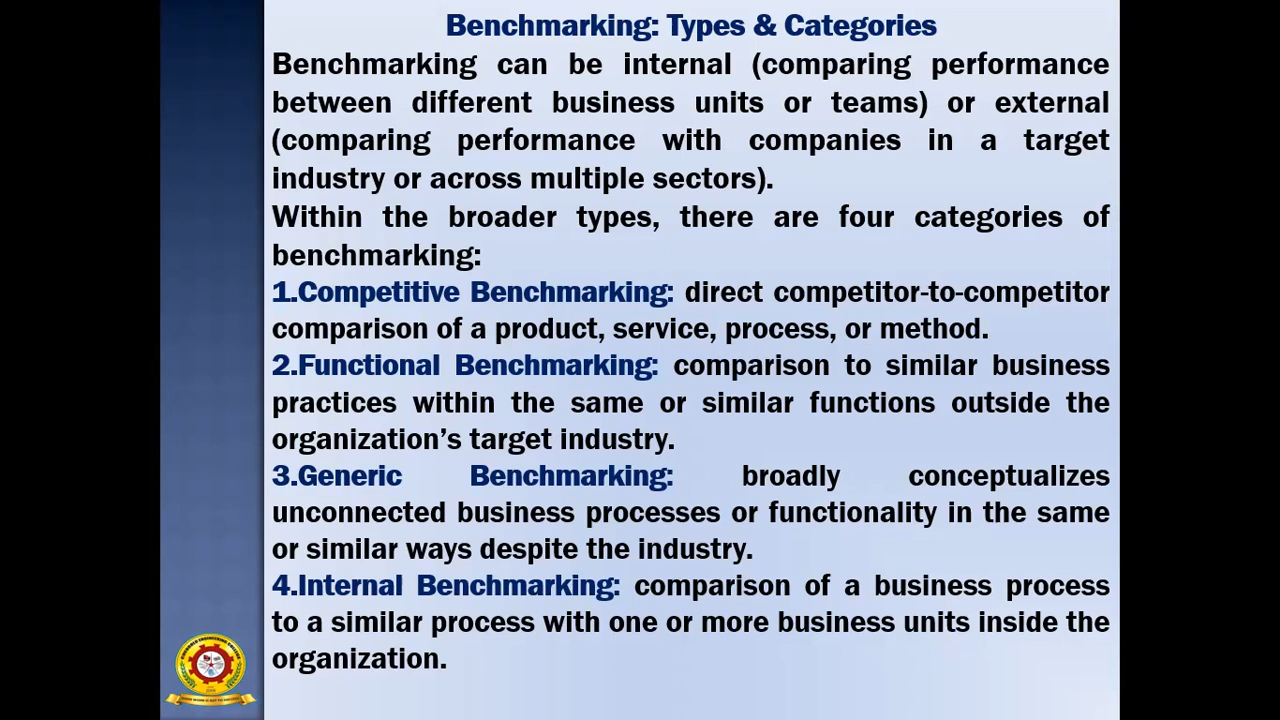 Benchmarking: Types & Categories
Benchmarking can be internal (comparing performance
between different business units or teams) or external
(comparing performance with companies in a target
industry or across multiple sectors).
Within the broader types, there are four categories of
benchmarking:
1.Competitive Benchmarking: direct competitor-to-competitor
comparison of a product, service, process, or method.
2.Functional Benchmarking: comparison to similar business
practices within the same or similar functions outside the
organization’s target industry.
3.Generic Benchmarking: broadly conceptualizes
unconnected business processes or functionality in the same
or similar ways despite the industry.
4.Internal Benchmarking: comparison of a business process
to a similar process with one or more business units inside the
organization.